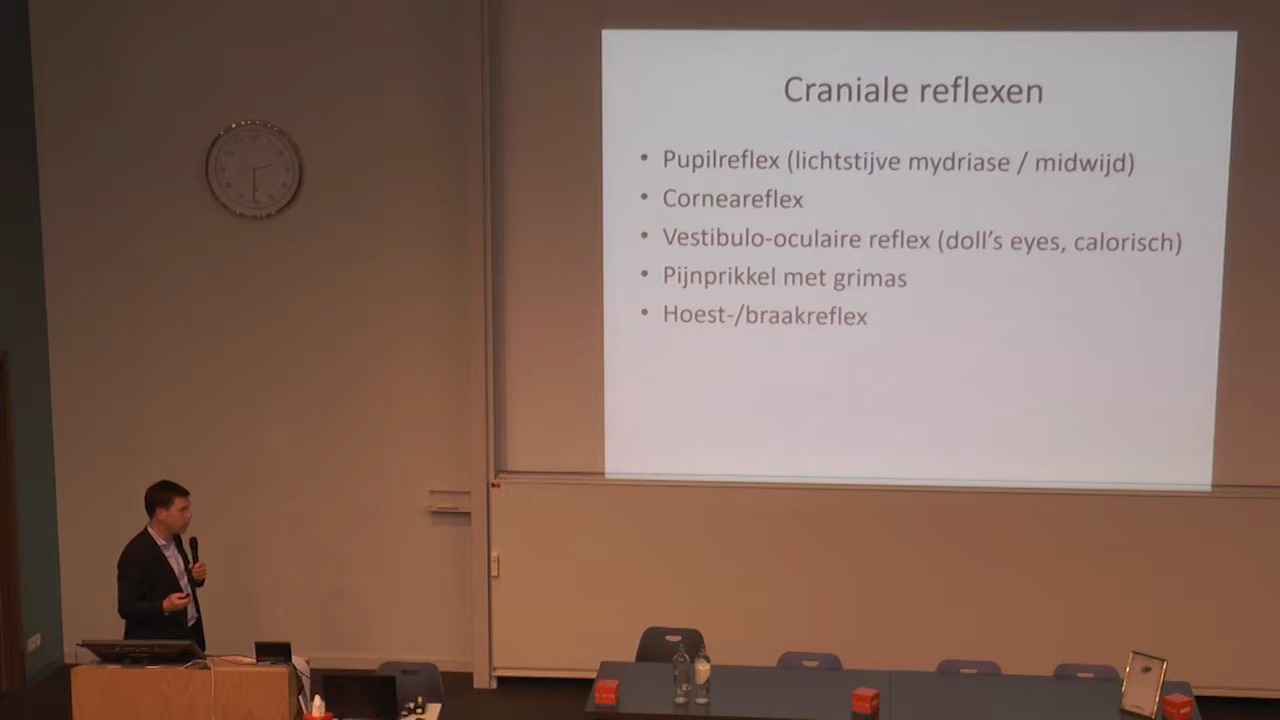 Craniale reflexen
• Pupilreflex (lichtstijve mydriase / midwijd)
• Corneareflex
• Vestibulo-oculaire reflex (doll's eyes, calorisch)
• Pijnprikkel met grimas
• Hoest-/braakreflex